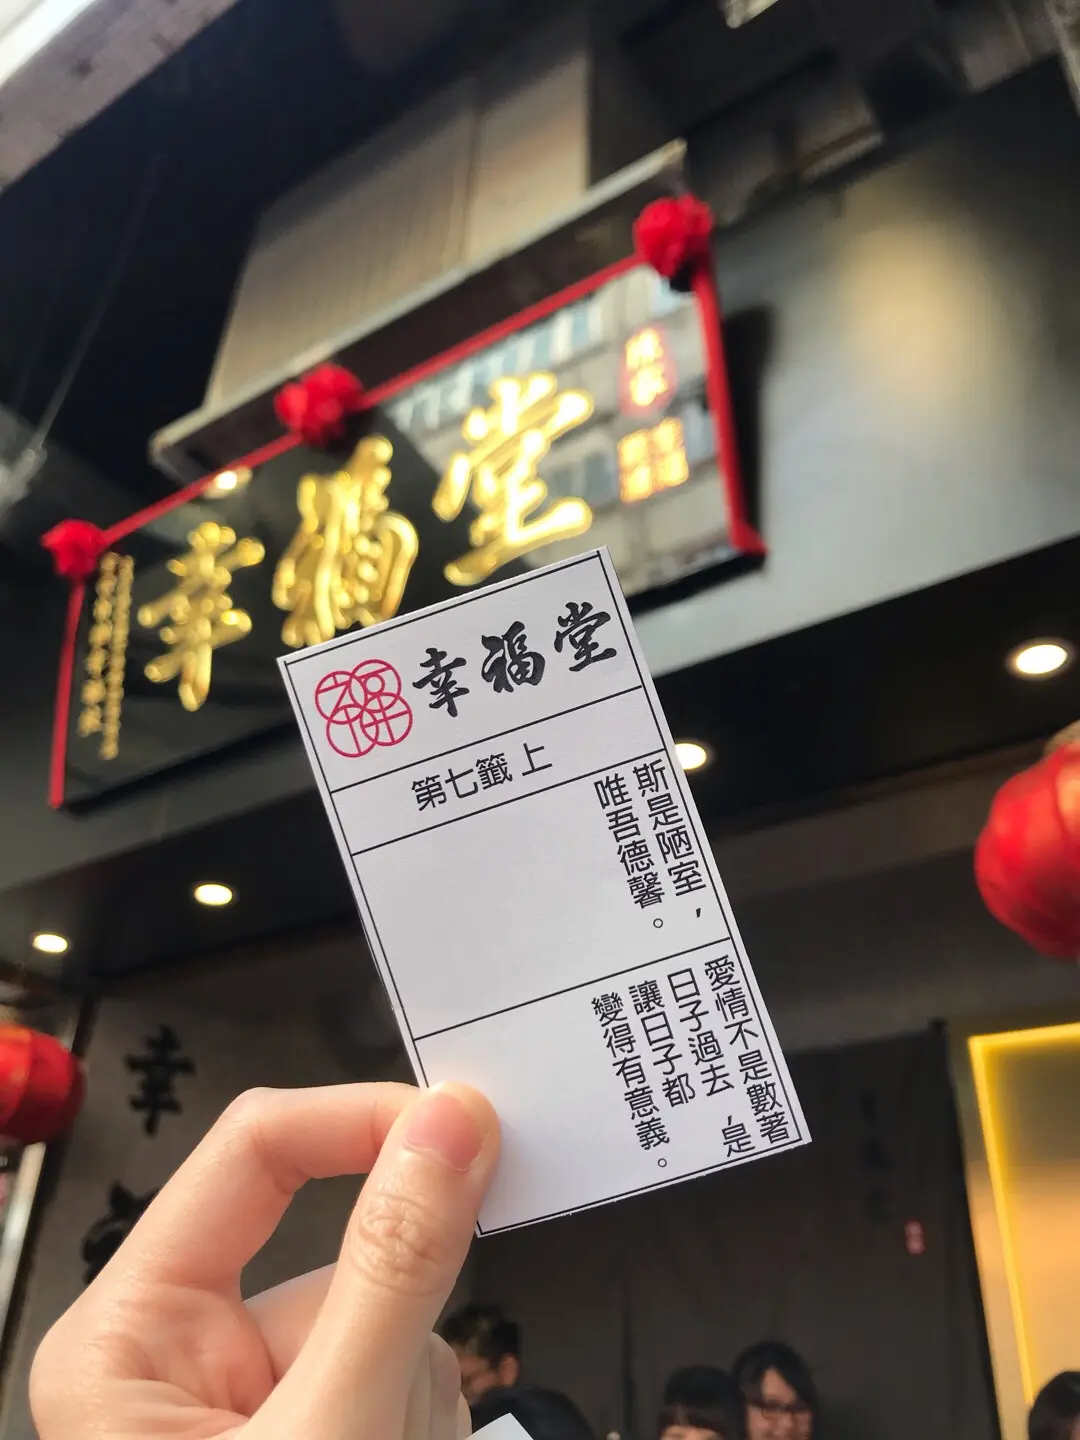 幸福堂
幸福堂
第七籤 上
斯是陋室，
唯吾德馨。
愛情不是數著
日子過去，是
讓日子都
變得有意義。
幸